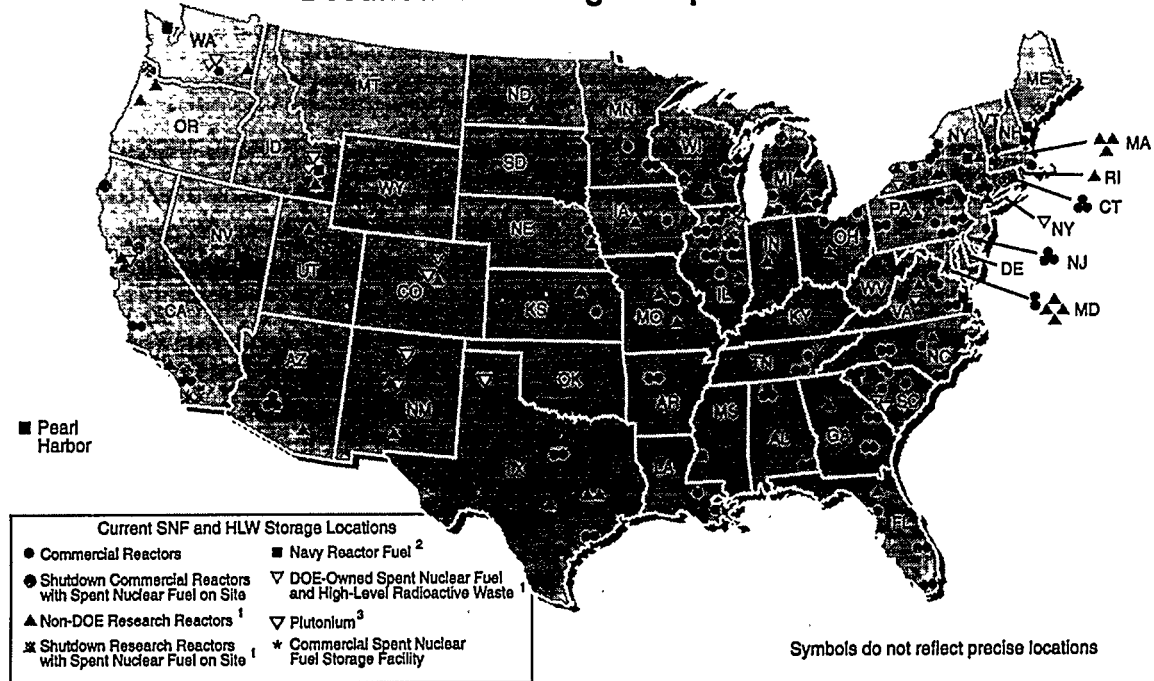 WA
MT
ND
MN
ME
OR
ID
SD
WI
MI
NY
VT
NH
MA
RI
CT
NY
NJ
DE
MD
WY
NE
IA
PA
NV
UT
CO
KS
MO
IL
IN
OH
WV
VA
KY
CA
AZ
NM
OK
AR
TN
NC
SC
MS
AL
GA
TX
LA
FL
Pearl
Harbor
Current SNF and HLW Storage Locations
Commercial Reactors
Navy Reactor Fuel 2
Shutdown Commercial Reactors
with Spent Nuclear Fuel on Site
DOE-Owned Spent Nuclear Fuel
and High-Level Radioactive Waste 1
Non-DOE Research Reactors 1
Plutonium 3
Shutdown Research Reactors
with Spent Nuclear Fuel on Site 1
* Commercial Spent Nuclear
Fuel Storage Facility
Symbols do not reflect precise locations